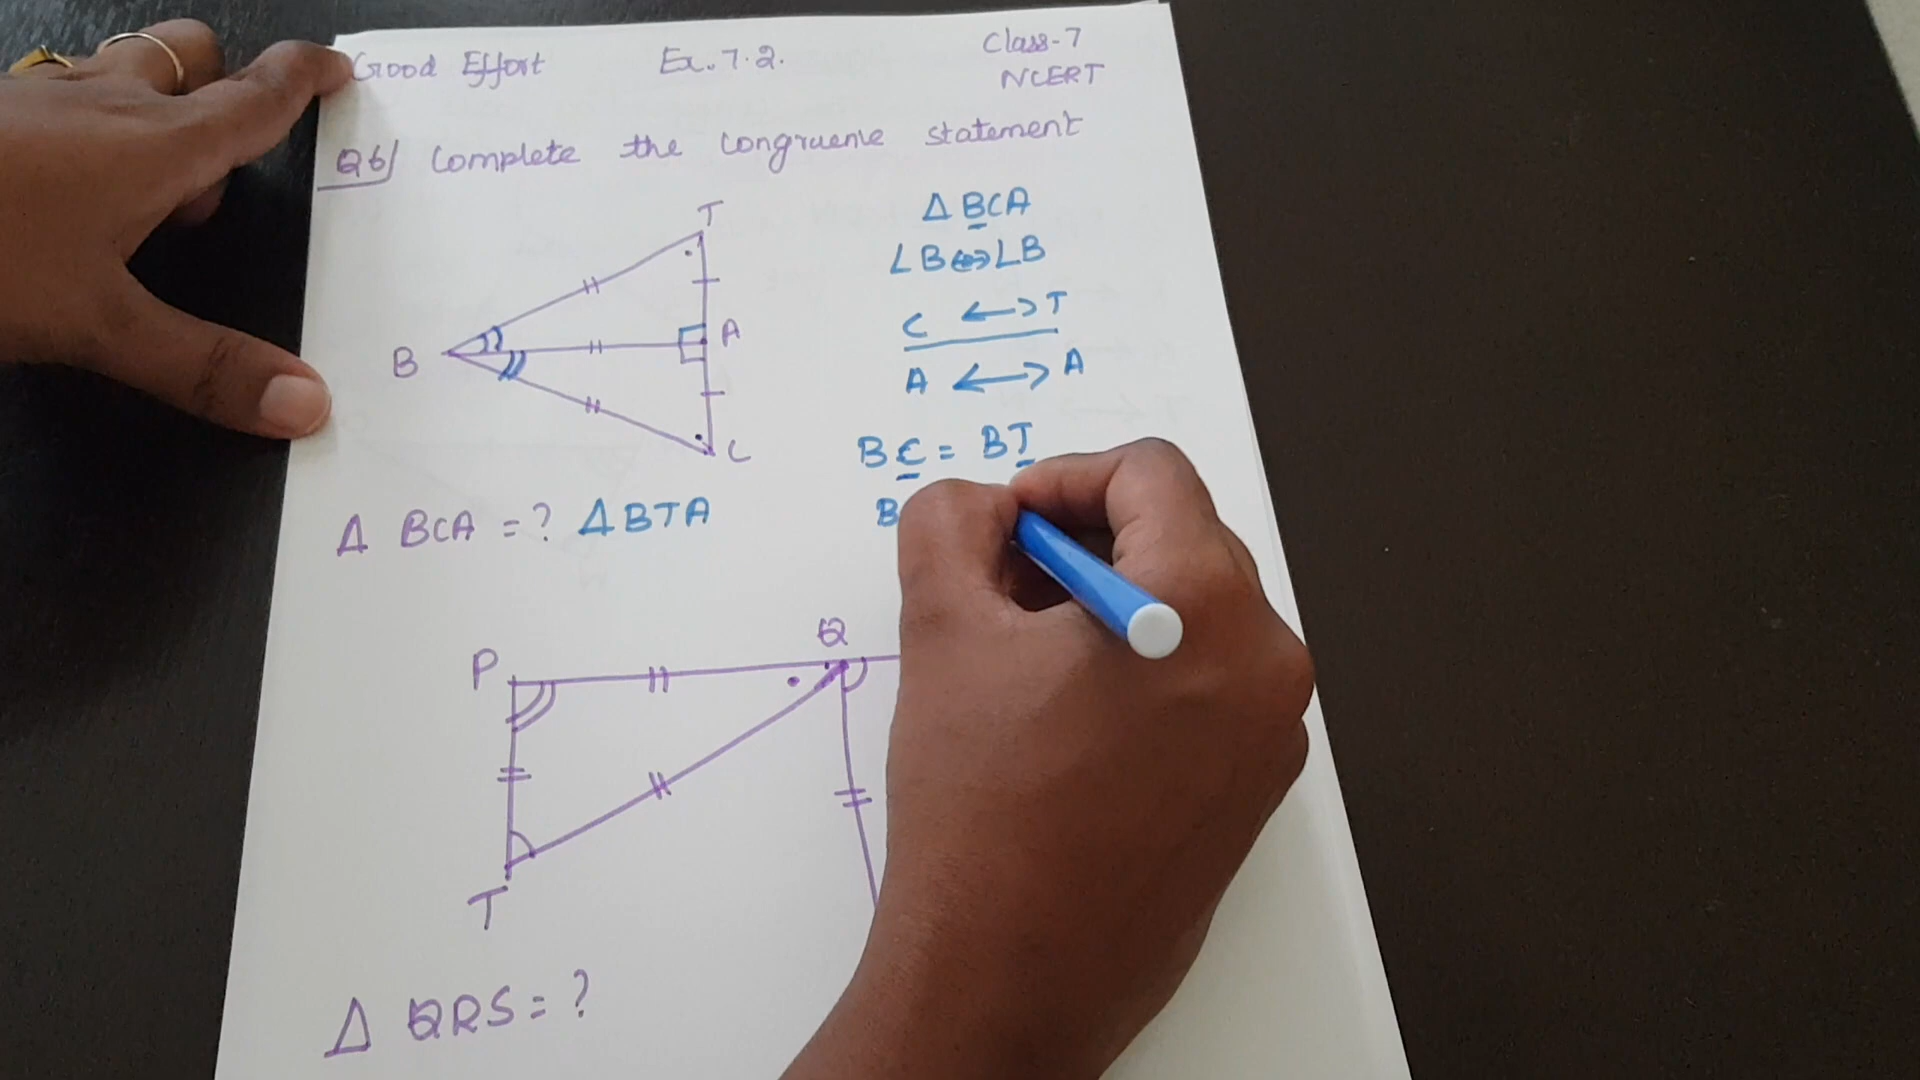 Good Effort Ex. 7.2. Class-7
NCERT
Q6/ Complete the congruence statement
T
A
B
C
Δ BCA = ? Δ BTA
Δ BCA
∠B ↔ ∠B
C ↔ T
A ↔ A
BC = BT
B
P
Q
T
Δ QRS = ?